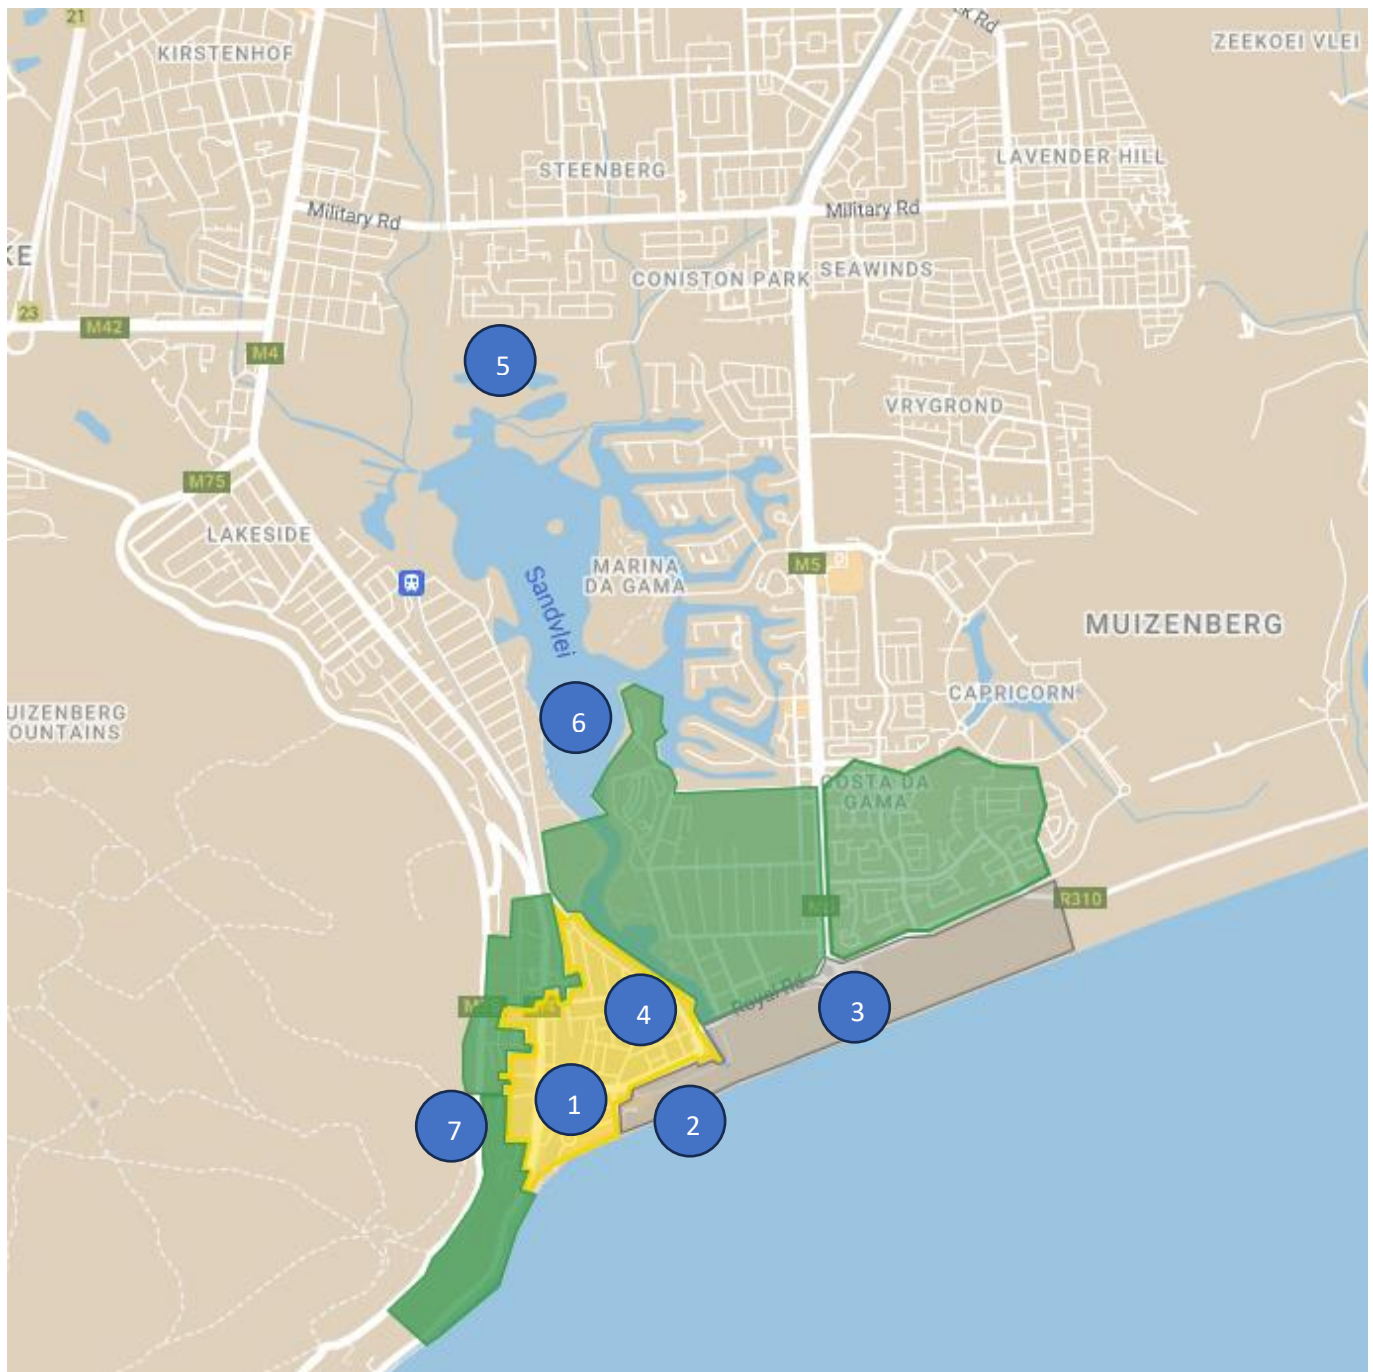 21
KIRSTENHOF
ZEEKOEI VLEI
STEENBERG
LAVENDER HILL
Military Rd
Military Rd
KE
CONISTON PARK
SEAWINDS
23
M42
M4
5
VRYGROND
M75
LAKESIDE
MARINA
DA GAMA
M5
Sandvlei
MUIZENBERG
CAPRICORN
UIZENBERG
OUNTAINS
6
COSTA DA
GAMA
R310
Royal Rd
4
3
1
2
7